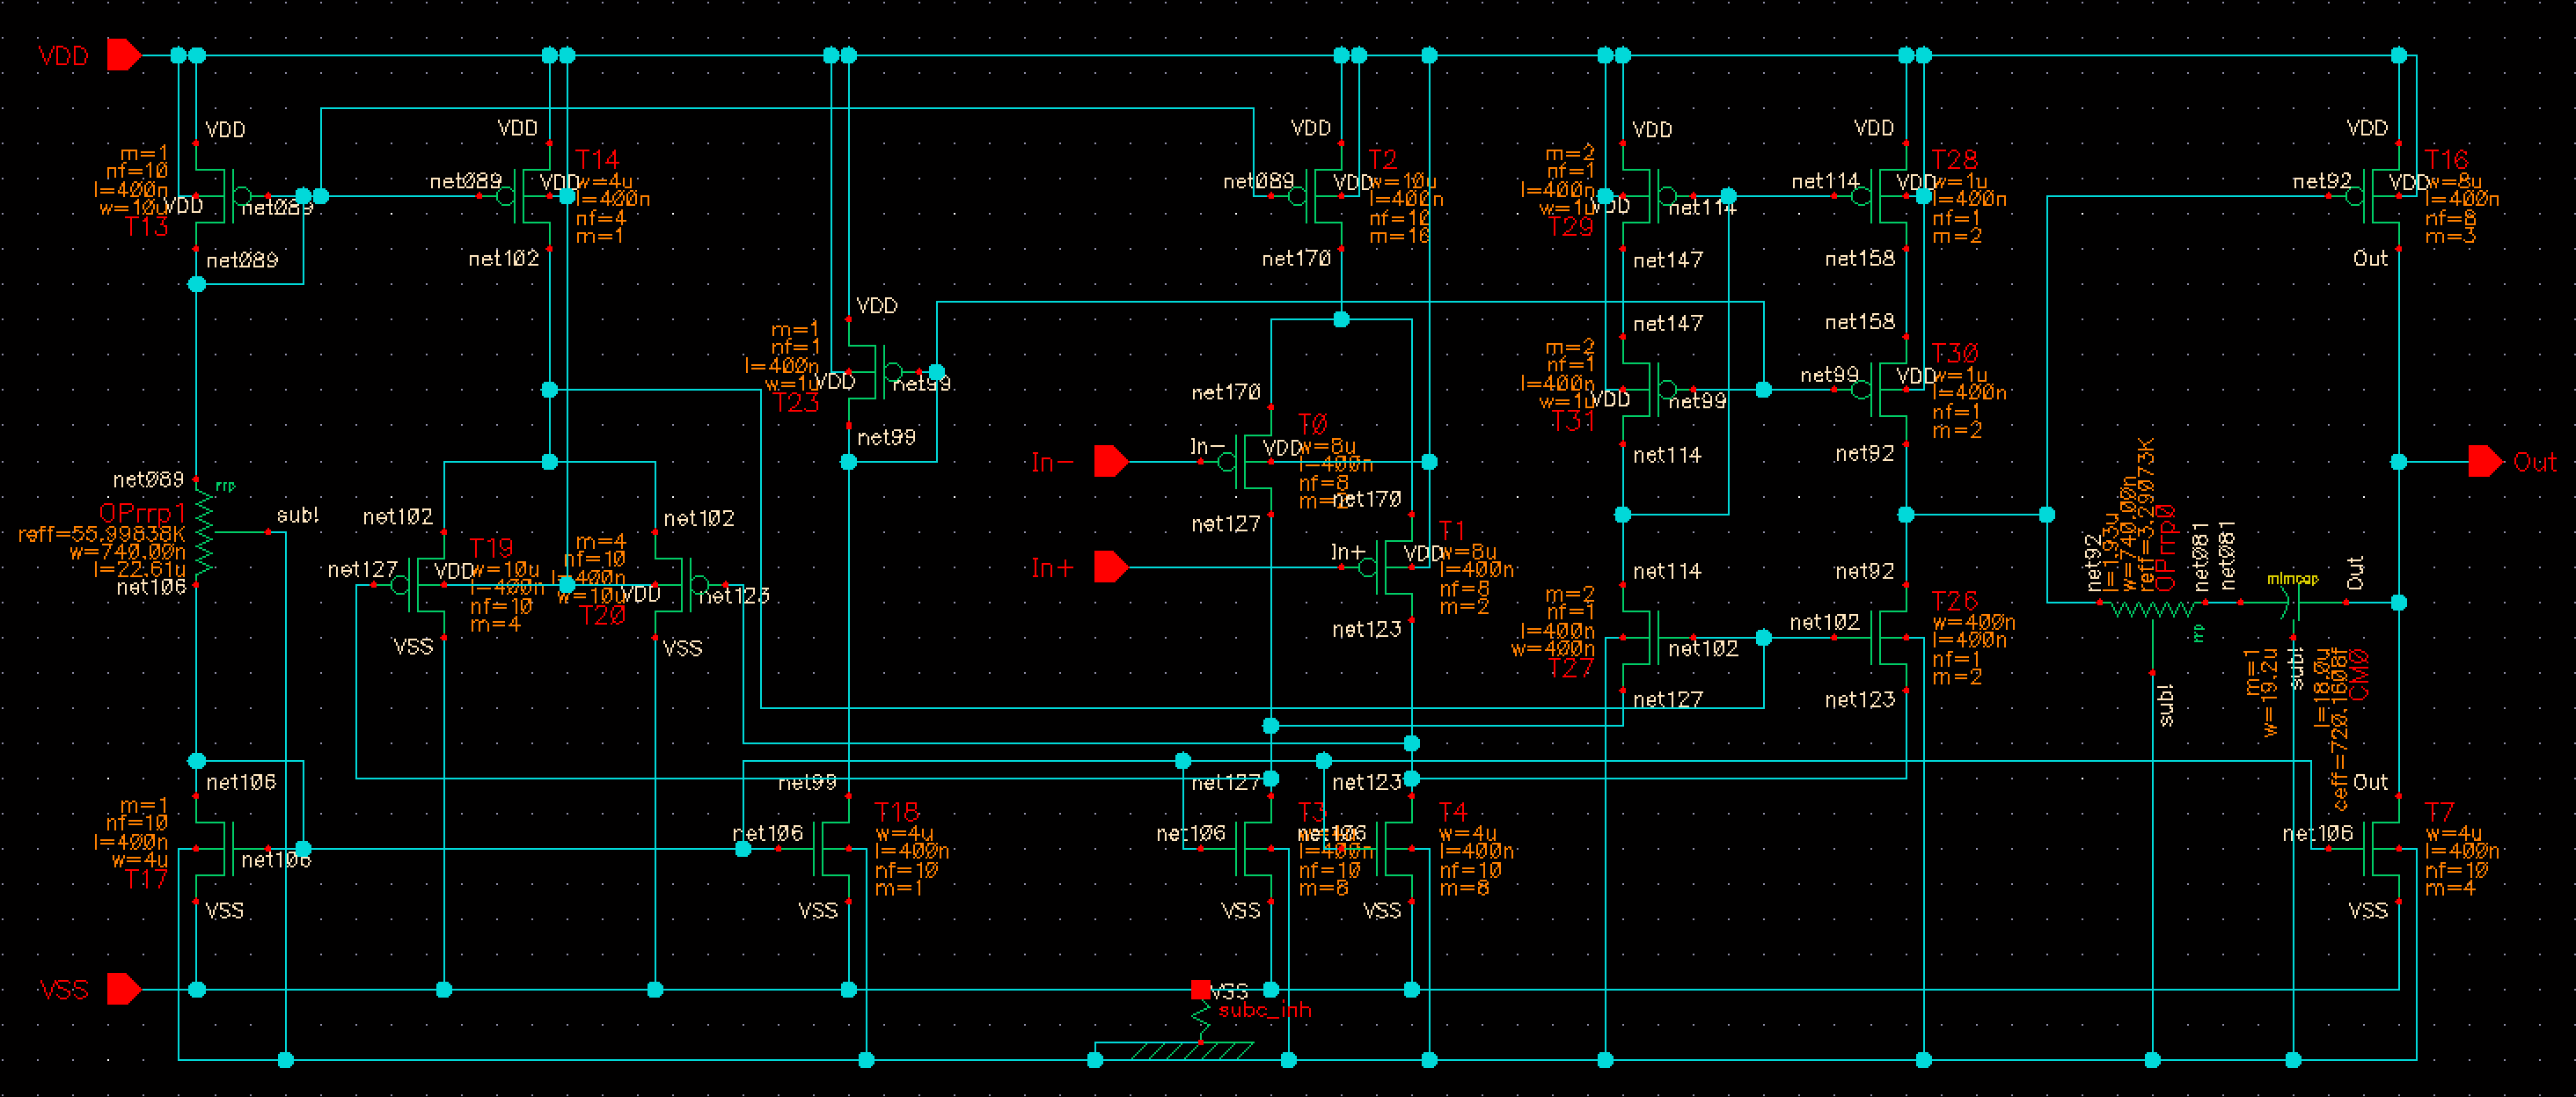 VDD
VDD
m=1
nf=10
l=400n
w=10u
VDD
T13
net089
net089
VDD
net089
VDD
T14
w=4u
l=400n
nf=4
m=1
net102
VDD
net089
VDD
T2
w=10u
l=400n
nf=10
m=16
net170
VDD
m=2
nf=1
l=400n
w=1u
VDD
T29
net114
net147
VDD
net114
VDD
T28
w=1u
l=400n
nf=1
m=2
net158
VDD
net92
VDD
T16
w=8u
l=400n
nf=8
m=3
Out
VDD
m=1
nf=1
l=400n
w=1u
VDD
T23
net99
net99
net147
m=2
nf=1
l=400n
w=1u
VDD
T31
net99
net114
net158
net99
VDD
T30
w=1u
l=400n
nf=1
m=2
net92
net170
In-
In-
VDD
T0
w=8u
l=400n
nf=8
net127
net170
In+
In+
VDD
T1
w=8u
l=400n
nf=8
m=2
net123
Out
net089
rrp
OPrrp1
reff=55.99838K
w=740.00n
l=22.61u
net106
sub!
net102
net127
VDD
T19
w=10u
l=400n
nf=10
m=4
VSS
net102
m=4
nf=10
l=400n
w=10u
VDD
T20
net123
VSS
net114
m=2
nf=1
l=400n
w=400n
T27
net102
net127
net92
net102
T26
w=400n
l=400n
nf=1
m=2
net123
net92
l=1.93u
w=740.00n
reff=3.29073K
OPrrp0
rrp
sub!
net081
net081
mimcap
Out
m=1
w=19.2u
sub!
l=18.0u
ceff=720.1608f
CM0
net106
m=1
nf=10
l=400n
w=4u
T17
net106
VSS
net99
net106
T18
w=4u
l=400n
nf=10
m=1
VSS
net127
net106
T3
l=400n
nf=10
m=8
VSS
net123
net106
T4
w=4u
l=400n
nf=10
m=8
VSS
Out
net106
T7
w=4u
l=400n
nf=10
m=4
VSS
VSS
VSS
subc_inh